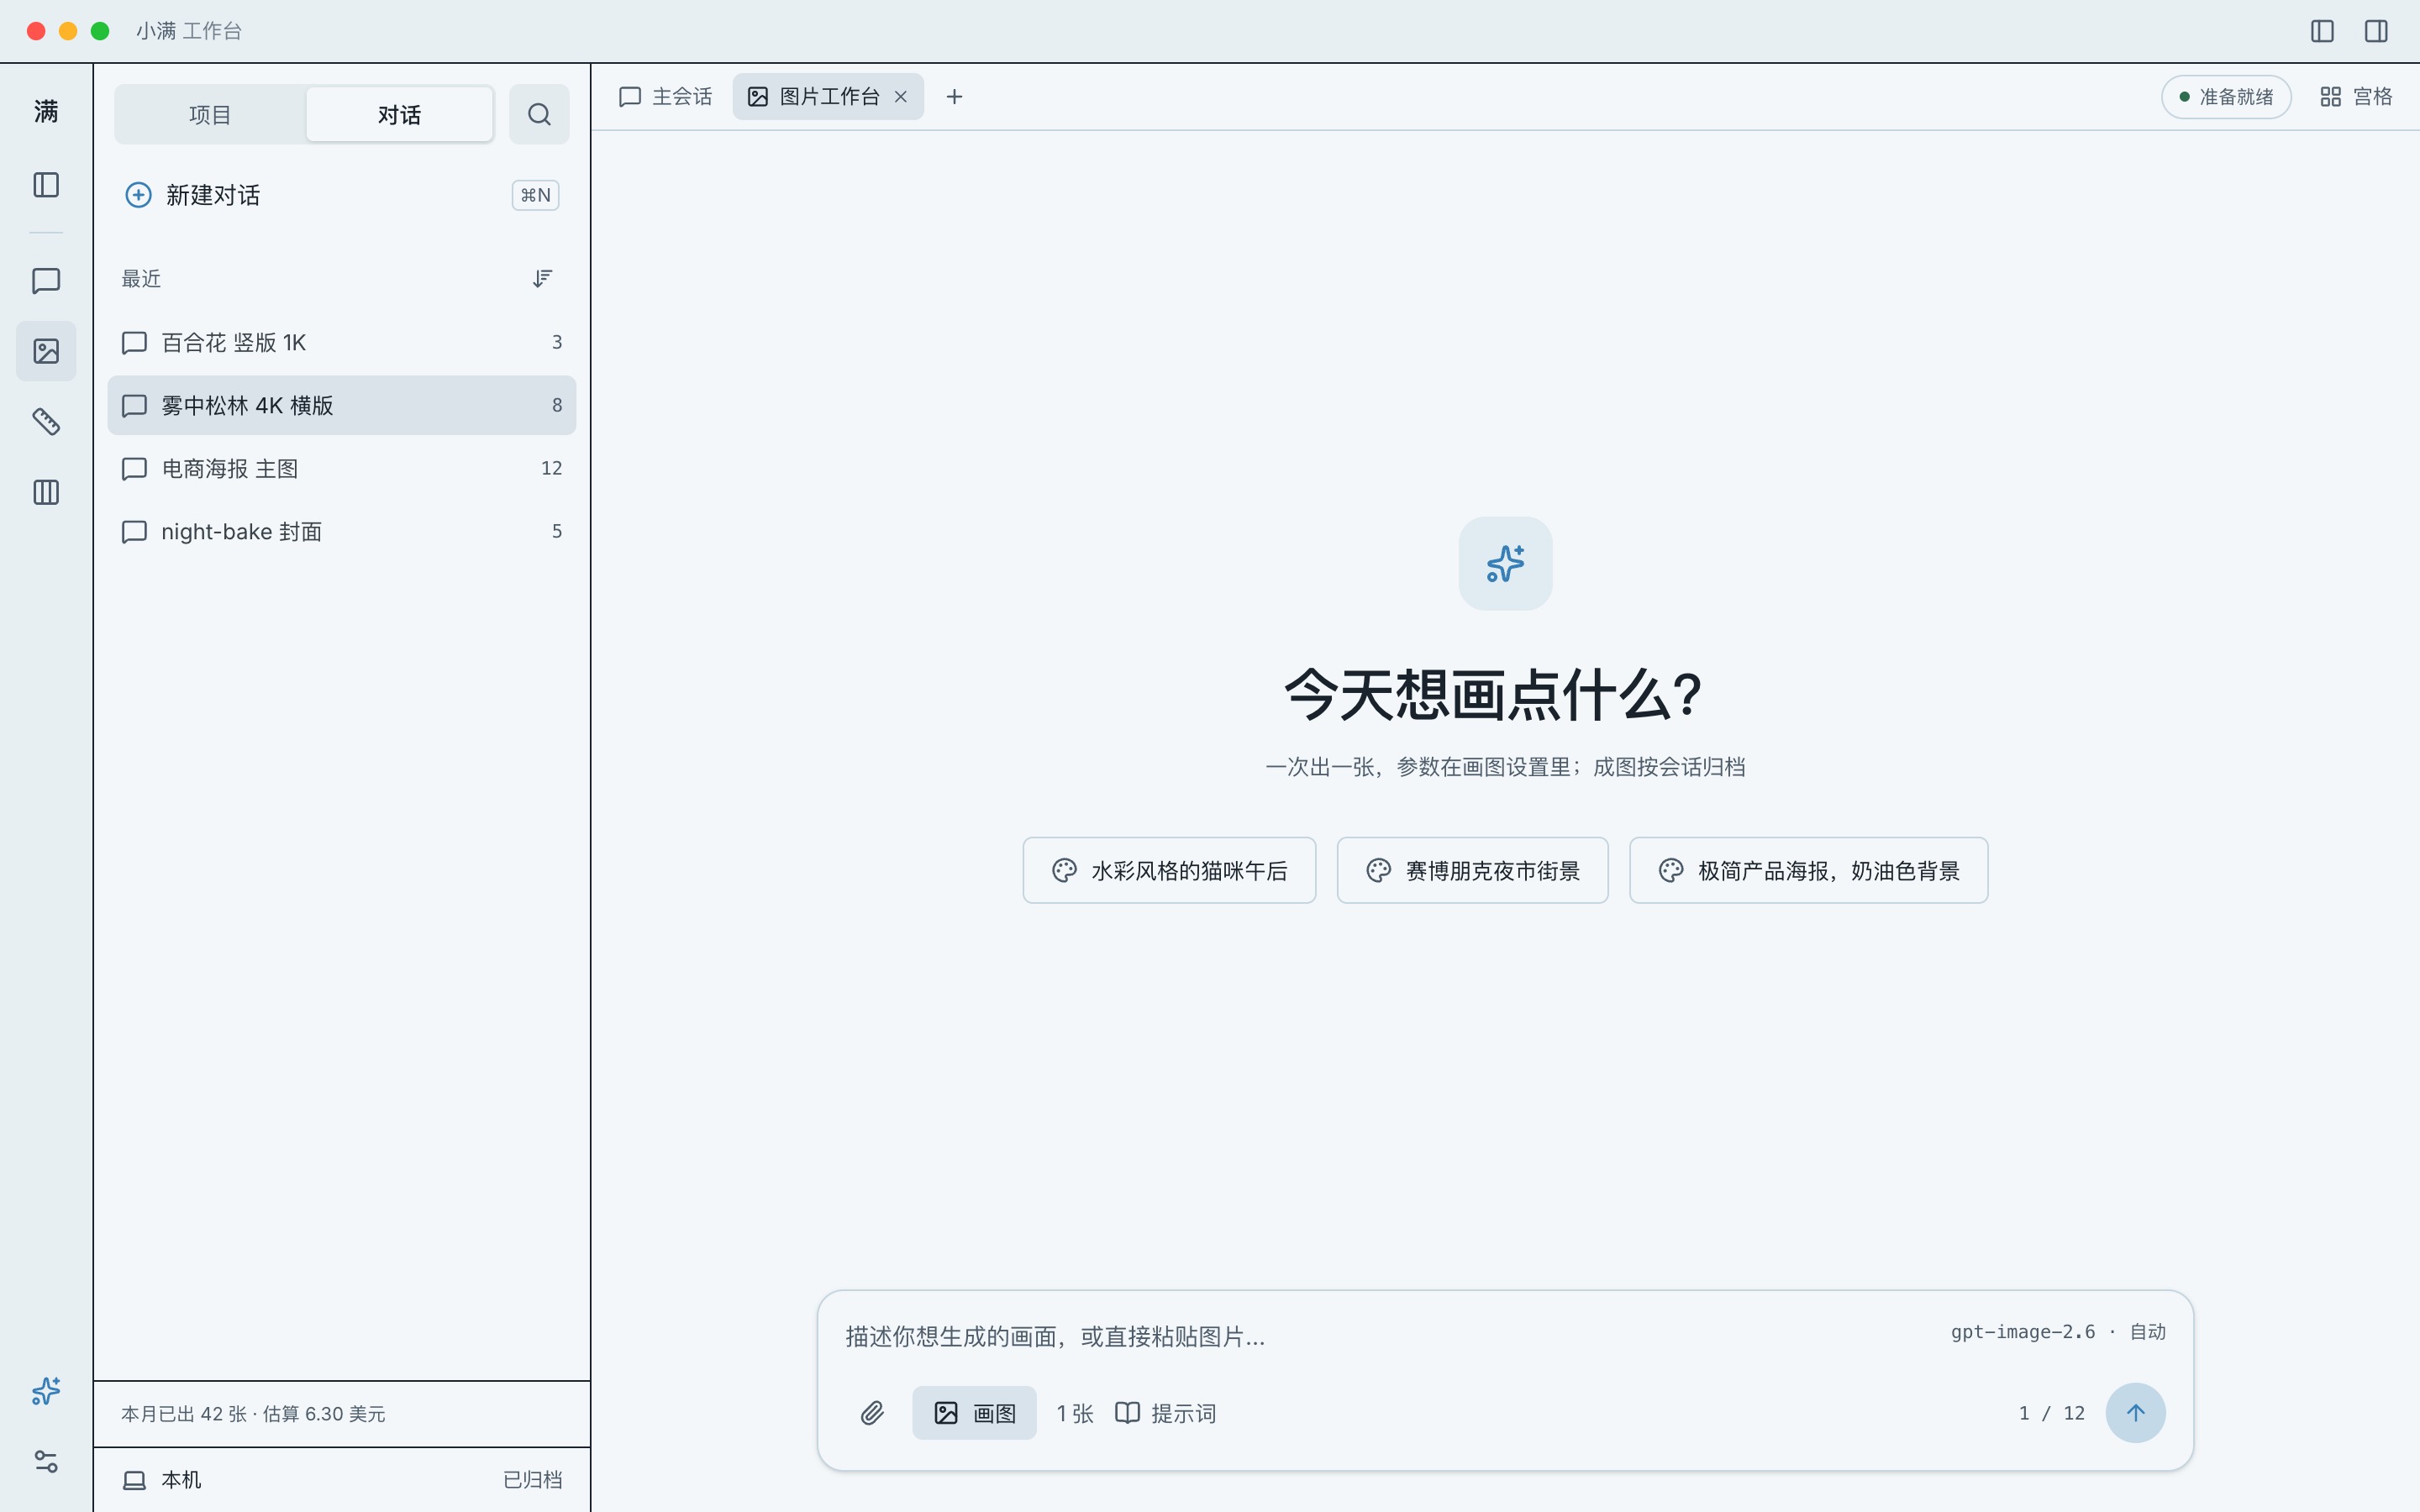 小满 工作台
满
项目
对话
新建对话
⌘N
最近
百合花 竖版 1K
3
雾中松林 4K 横版
8
电商海报 主图
12
night-bake 封面
5
本月已出 42 张 · 估算 6.30 美元
本机
已归档
主会话
图片工作台
准备就绪
宫格
今天想画点什么?
一次出一张，参数在画图设置里；成图按会话归档
水彩风格的猫咪午后
赛博朋克夜市街景
极简产品海报，奶油色背景
描述你想生成的画面，或直接粘贴图片...
gpt-image-2.6 · 自动
画图
1 张
提示词
1 / 12